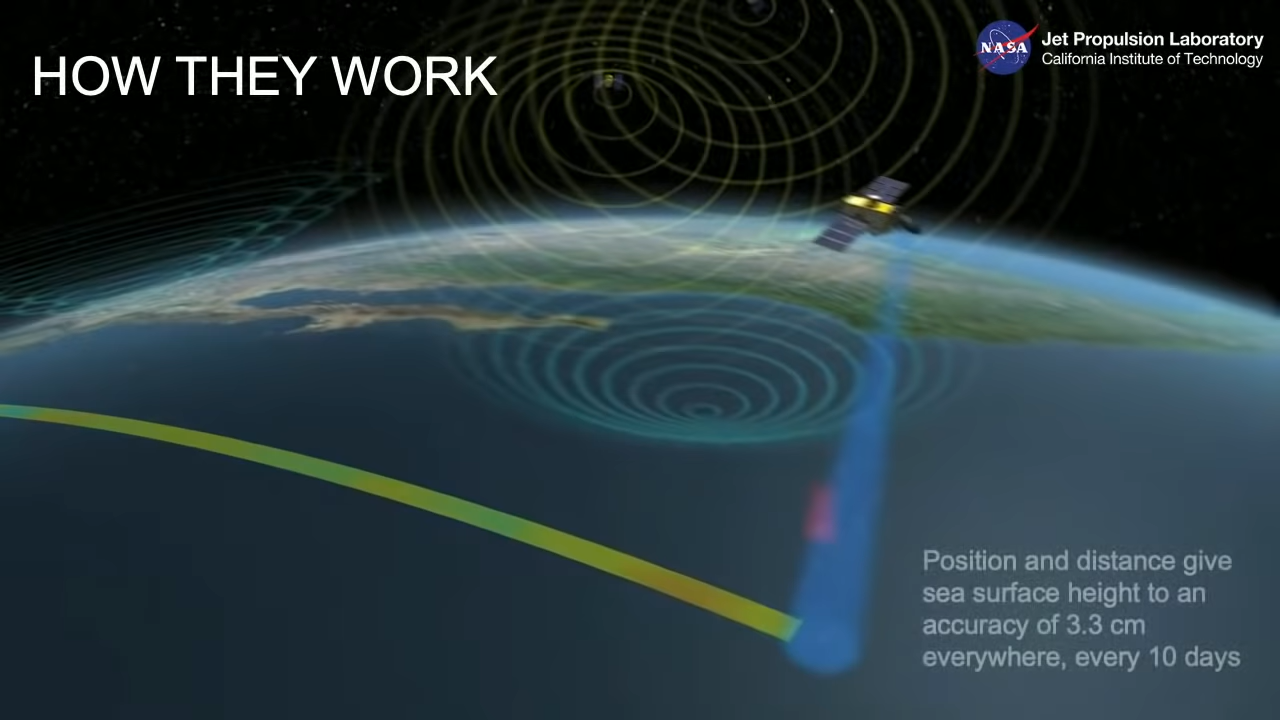 HOW THEY WORK
NASA
Jet Propulsion Laboratory
California Institute of Technology
Position and distance give
sea surface height to an
accuracy of 3.3 cm
everywhere, every 10 days